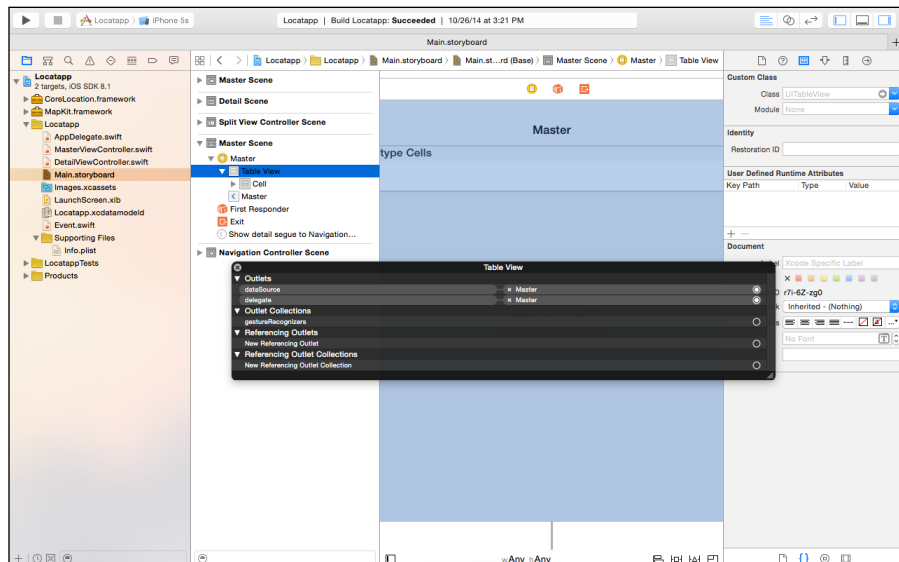 Locatapp
iPhone 5s
Locatapp | Build Locatapp: Succeeded | 10/26/14 at 3:21 PM
Main.storyboard
Locatapp
Locatapp
Main.storyboard
Main.st...rd (Base)
Master Scene
Master
Table View
Locatapp
2 targets, iOS SDK 8.1
CoreLocation.framework
MapKit.framework
Locatapp
AppDelegate.swift
MasterViewController.swift
DetailViewController.swift
Main.storyboard
Images.xcassets
LaunchScreen.xib
Locatapp.xcdatamodeld
Event.swift
Supporting Files
Info.plist
LocatappTests
Products
Master Scene
Detail Scene
Split View Controller Scene
Master Scene
Master
Table View
Cell
Master
First Responder
Exit
Show detail segue to Navigation...
Navigation Controller Scene
Master
type Cells
Table View
Outlets
dataSource
Master
delegate
Master
Outlet Collections
gestureRecognizers
Referencing Outlets
New Referencing Outlet
Referencing Outlet Collections
New Referencing Outlet Collection
wAny hAny
Custom Class
Class UITableView
Module None
Identity
Restoration ID
User Defined Runtime Attributes
Key Path Type Value
Document
Xcode Specific Label
r7i-6Z-zg0
Inherited - (Nothing)
No Font